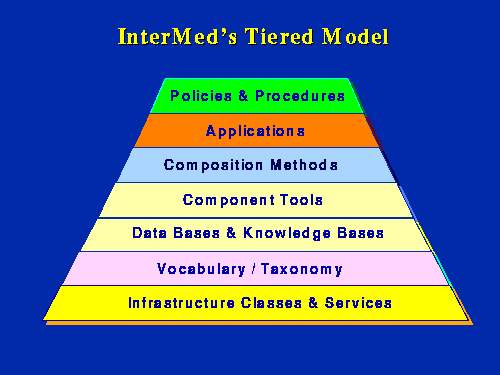 InterMed's Tiered Model
Policies & Procedures
Applications
Composition Methods
Component Tools
Data Bases & Knowledge Bases
Vocabulary / Taxonomy
Infrastructure Classes & Services